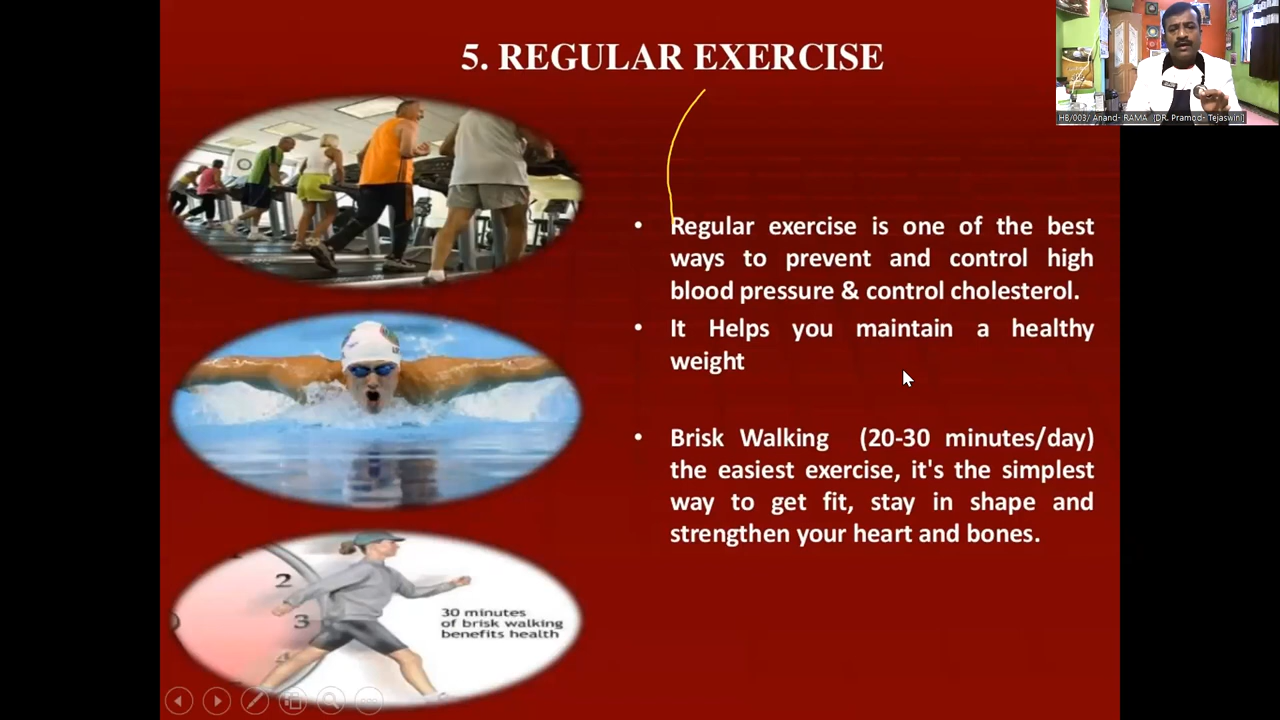 5. REGULAR EXERCISE
HB/003/ Anand- RAMA [DR. Pramod- Tejaswini]
• Regular exercise is one of the best
ways to prevent and control high
blood pressure & control cholesterol.
• It Helps you maintain a healthy
weight
• Brisk Walking (20-30 minutes/day)
the easiest exercise, it's the simplest
way to get fit, stay in shape and
strengthen your heart and bones.
2
3
30 minutes
of brisk walking
benefits health